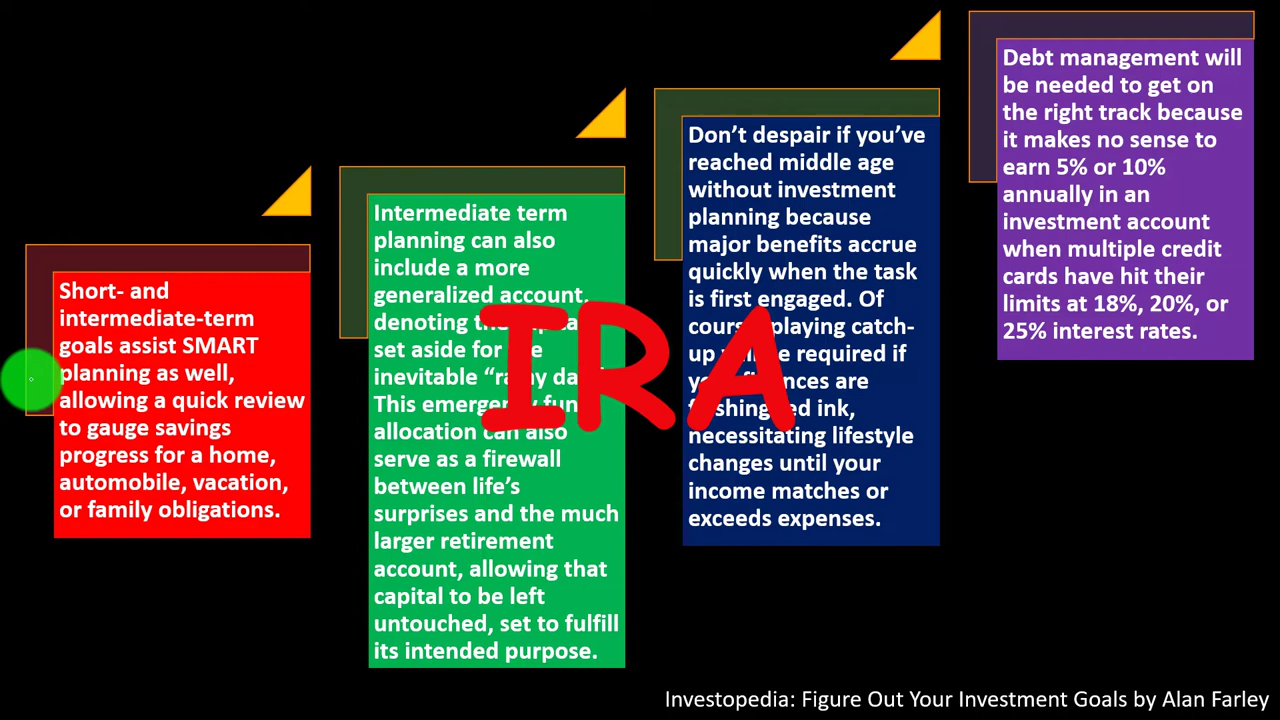 Short- and
intermediate-term
goals assist SMART
planning as well,
allowing a quick review
to gauge savings
progress for a home,
automobile, vacation,
or family obligations.
Intermediate term
planning can also
include a more
generalized account,
denoting
set aside for
inevitable
This
allocation can also
serve as a firewall
between life’s
surprises and the much
larger retirement
account, allowing that
capital to be left
untouched, set to fulfill
its intended purpose.
Don’t despair if you’ve
reached middle age
without investment
planning because
major benefits accrue
quickly when the task
is first engaged. Of
playing catch-
up required if
are
ink,
necessitating lifestyle
changes until your
income matches or
exceeds expenses.
Debt management will
be needed to get on
the right track because
it makes no sense to
earn 5% or 10%
annually in an
investment account
when multiple credit
cards have hit their
limits at 18%, 20%, or
25% interest rates.
IRA
Investopedia: Figure Out Your Investment Goals by Alan Farley